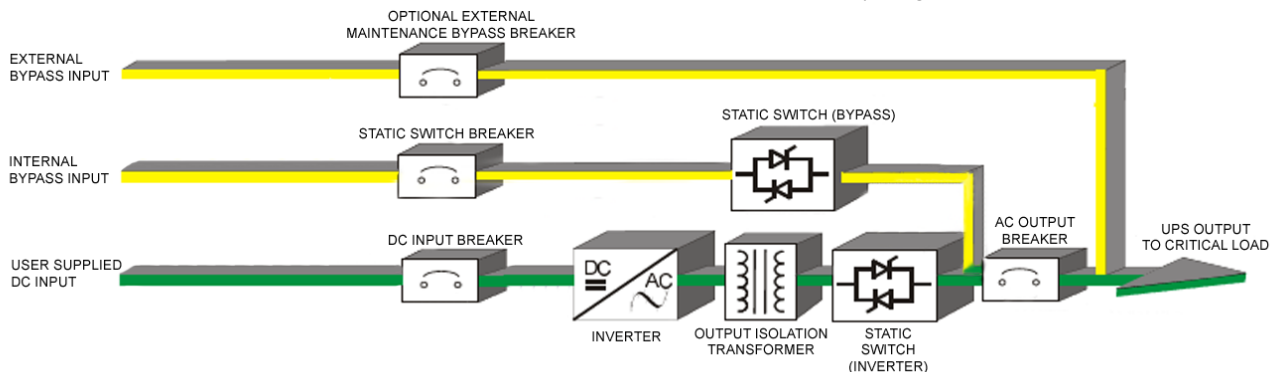 OPTIONAL EXTERNAL
MAINTENANCE BYPASS BREAKER
EXTERNAL
BYPASS INPUT
STATIC SWITCH (BYPASS)
STATIC SWITCH BREAKER
INTERNAL
BYPASS INPUT
AC OUTPUT
BREAKER
UPS OUTPUT
TO CRITICAL LOAD
DC INPUT BREAKER
USER SUPPLIED
DC INPUT
DC
AC
INVERTER
OUTPUT ISOLATION
TRANSFORMER
STATIC
SWITCH
(INVERTER)